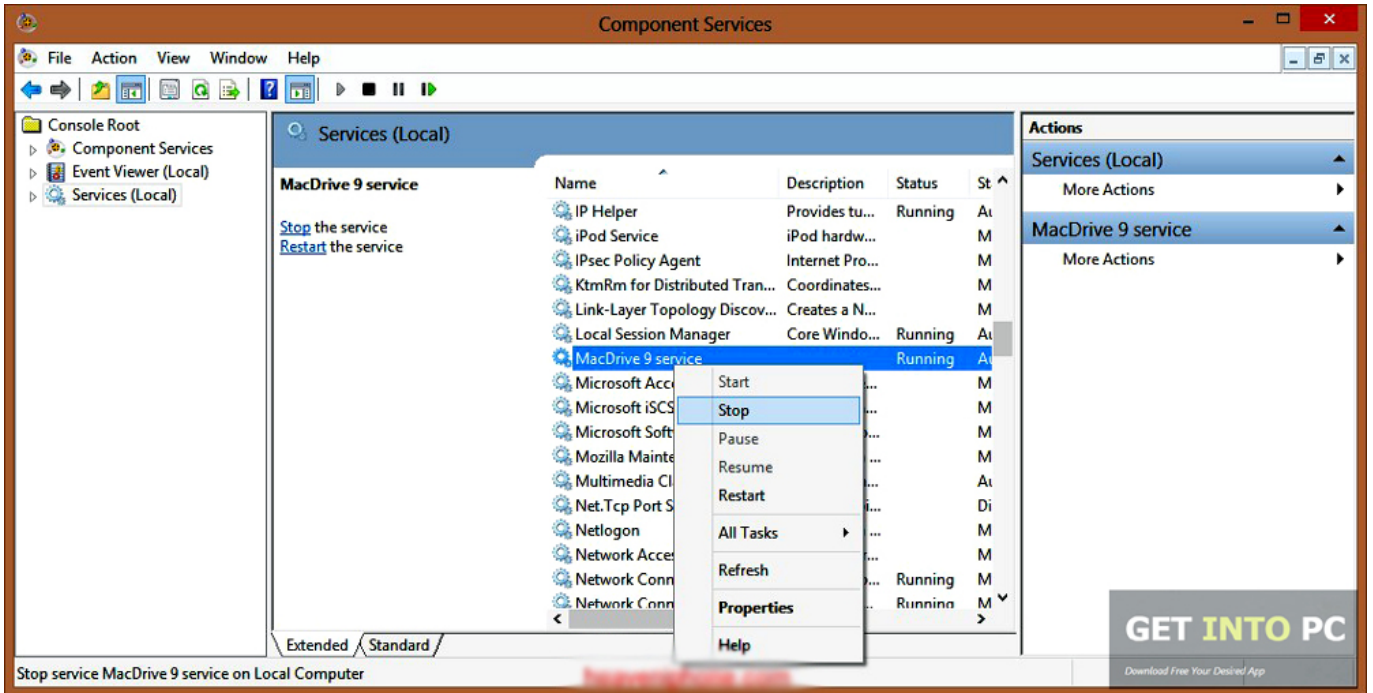 Component Services
File Action View Window Help
Console Root
Component Services
Event Viewer (Local)
Services (Local)
Services (Local)
MacDrive 9 service
Stop the service
Restart the service
Name Description Status St
IP Helper Provides tu... Running Au
iPod Service iPod hardw... M
IPsec Policy Agent Internet Pro... M
KtmRm for Distributed Tran... Coordinates... M
Link-Layer Topology Discov... Creates a N... M
Local Session Manager Core Windo... Running Au
MacDrive 9 service Running Au
Microsoft Acc ... M
Microsoft iSCS ... M
Microsoft Soft ... M
Mozilla Mainte ... M
Multimedia Cl ... Au
Net.Tcp Port S ... Di
Netlogon ... M
Network Acces ... M
Network Conn ... Running M
Network Conn Running M
Start
Stop
Pause
Resume
Restart
All Tasks
Refresh
Properties
Help
Extended Standard
Actions
Services (Local)
More Actions
MacDrive 9 service
More Actions
GET INTO PC
Download Free Your Desired App
Stop service MacDrive 9 service on Local Computer